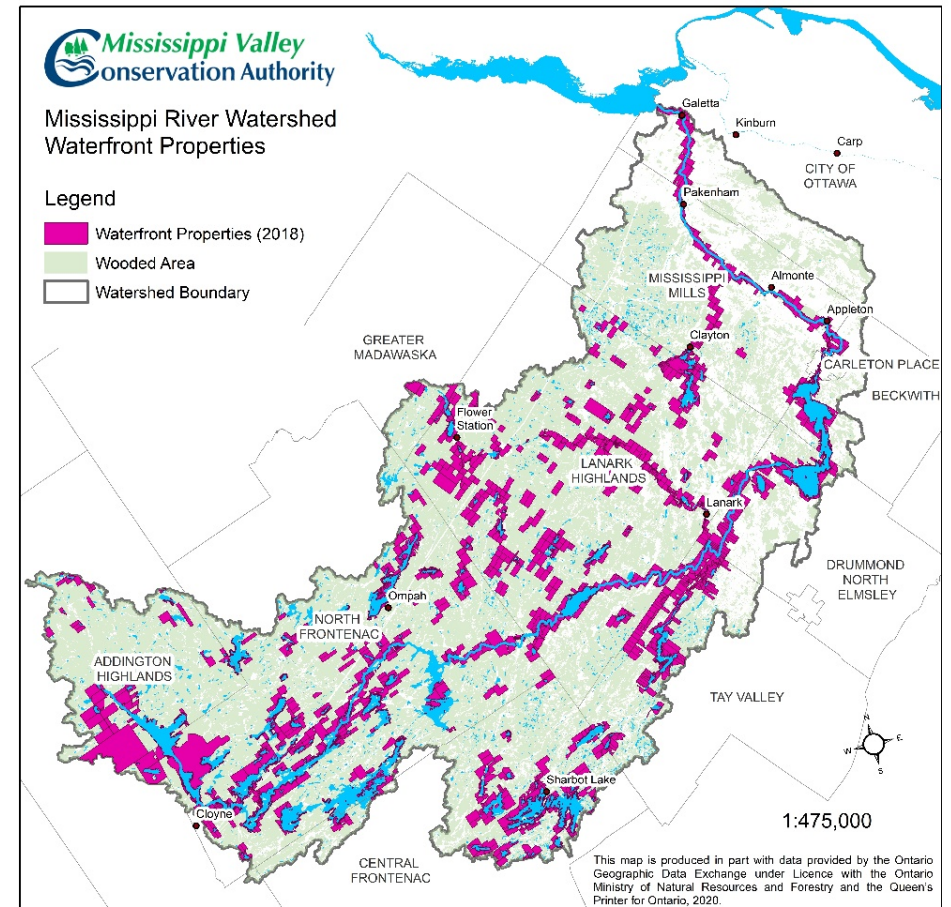 Mississippi Valley
Conservation Authority
Mississippi River Watershed
Waterfront Properties
Legend
Waterfront Properties (2018)
Wooded Area
Watershed Boundary
Galetta
Kinburn
Carp
CITY OF
OTTAWA
Pakenham
MISSISSIPPI
MILLS
Almonte
Appleton
GREATER
MADAWASKA
Clayton
CARLETON PLACE
BECKWITH
Flower
Station
LANARK
HIGHLANDS
Lanark
DRUMMOND
NORTH
ELMSLEY
Ompah
NORTH
FRONTENAC
ADDINGTON
HIGHLANDS
TAY VALLEY
N
W
E
S
Sharbot Lake
Cloyne
1:475,000
CENTRAL
FRONTENAC
This map is produced in part with data provided by the Ontario
Geographic Data Exchange under Licence with the Ontario
Ministry of Natural Resources and Forestry and the Queen's
Printer for Ontario, 2020.